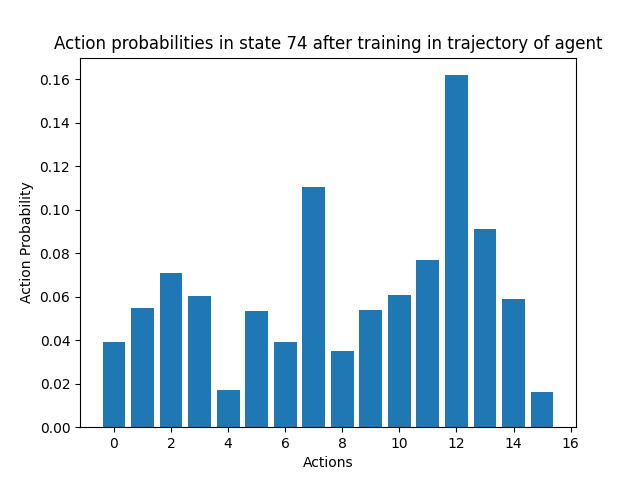 Action probabilities in state 74 after training in trajectory of agent
0.16
0.14
0.12
0.10
0.08
0.06
0.04
0.02
0.00
Action Probability
0 2 4 6 8 10 12 14 16
Actions